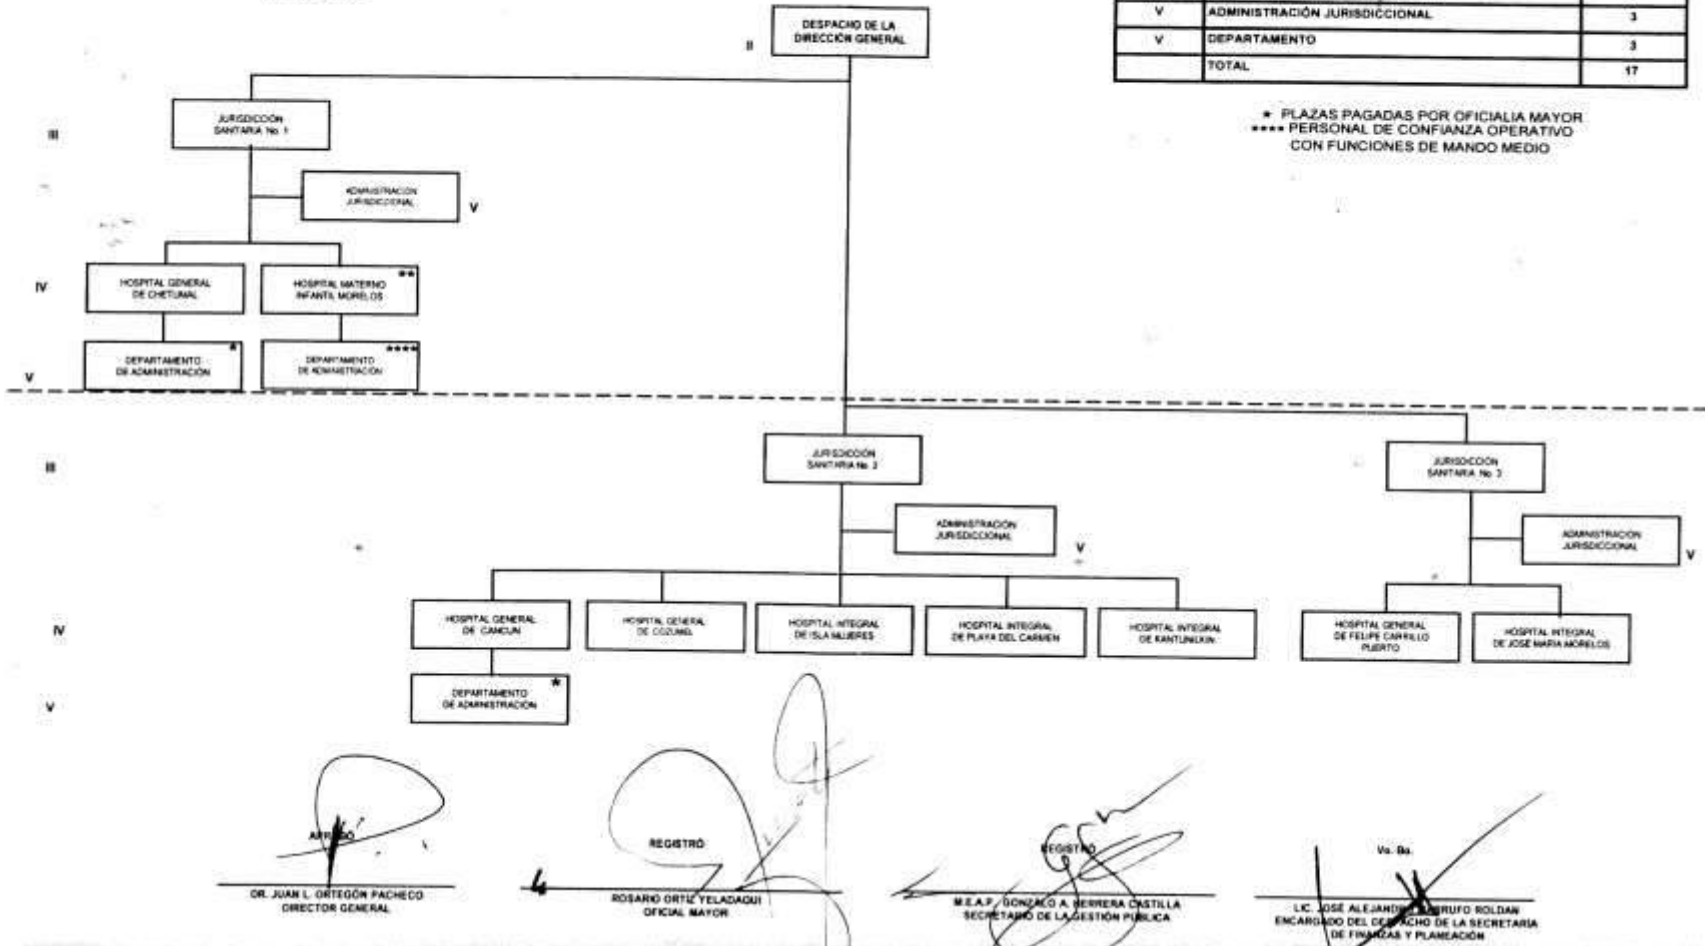 V ADMINISTRACIÓN JURISDICCIONAL 3
V DEPARTAMENTO 3
TOTAL 17
* PLAZAS PAGADAS POR OFICIALIA MAYOR
**** PERSONAL DE CONFIANZA OPERATIVO
CON FUNCIONES DE MANDO MEDIO
II
DESPACHO DE LA
DIRECCIÓN GENERAL
III
JURISDICCIÓN
SANITARIA No. 1
ADMINISTRACIÓN
JURISDICCIONAL
V
IV
HOSPITAL GENERAL
DE CHETUMAL
HOSPITAL MATERNO
INFANTIL MORELOS
**
DEPARTAMENTO
DE ADMINISTRACIÓN
*
DEPARTAMENTO
DE ADMINISTRACIÓN
****
V
III
JURISDICCIÓN
SANITARIA No. 2
JURISDICCIÓN
SANITARIA No. 3
ADMINISTRACIÓN
JURISDICCIONAL
V
ADMINISTRACIÓN
JURISDICCIONAL
V
IV
HOSPITAL GENERAL
DE CANCUN
HOSPITAL GENERAL
DE COZUMEL
HOSPITAL INTEGRAL
DE ISLA MUJERES
HOSPITAL INTEGRAL
DE PLAYA DEL CARMEN
HOSPITAL INTEGRAL
DE KANTUNILKIN
HOSPITAL GENERAL
DE FELIPE CARRILLO
PUERTO
HOSPITAL INTEGRAL
DE JOSE MARIA MORELOS
V
DEPARTAMENTO
DE ADMINISTRACIÓN
*
DR. JUAN L. ORTEGÓN PACHECO
DIRECTOR GENERAL
REGISTRÓ
ROSARIO ORTIZ YELADAQUI
OFICIAL MAYOR
REGISTRÓ
M.E.A.P. GONZALO A. HERRERA CASTILLA
SECRETARIO DE LA GESTIÓN PÚBLICA
Vo. Bo.
LIC. JOSÉ ROLDAN
ENCARGADO DEL DESPACHO DE LA SECRETARÍA
DE FINANZAS Y PLANEACIÓN